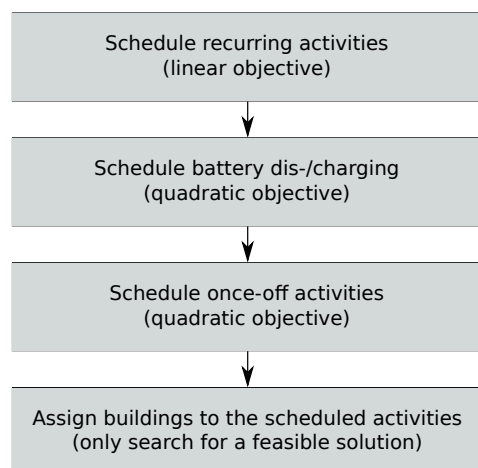 Schedule recurring activities
(linear objective)
Schedule battery dis-/charging
(quadratic objective)
Schedule once-off activities
(quadratic objective)
Assign buildings to the scheduled activities
(only search for a feasible solution)